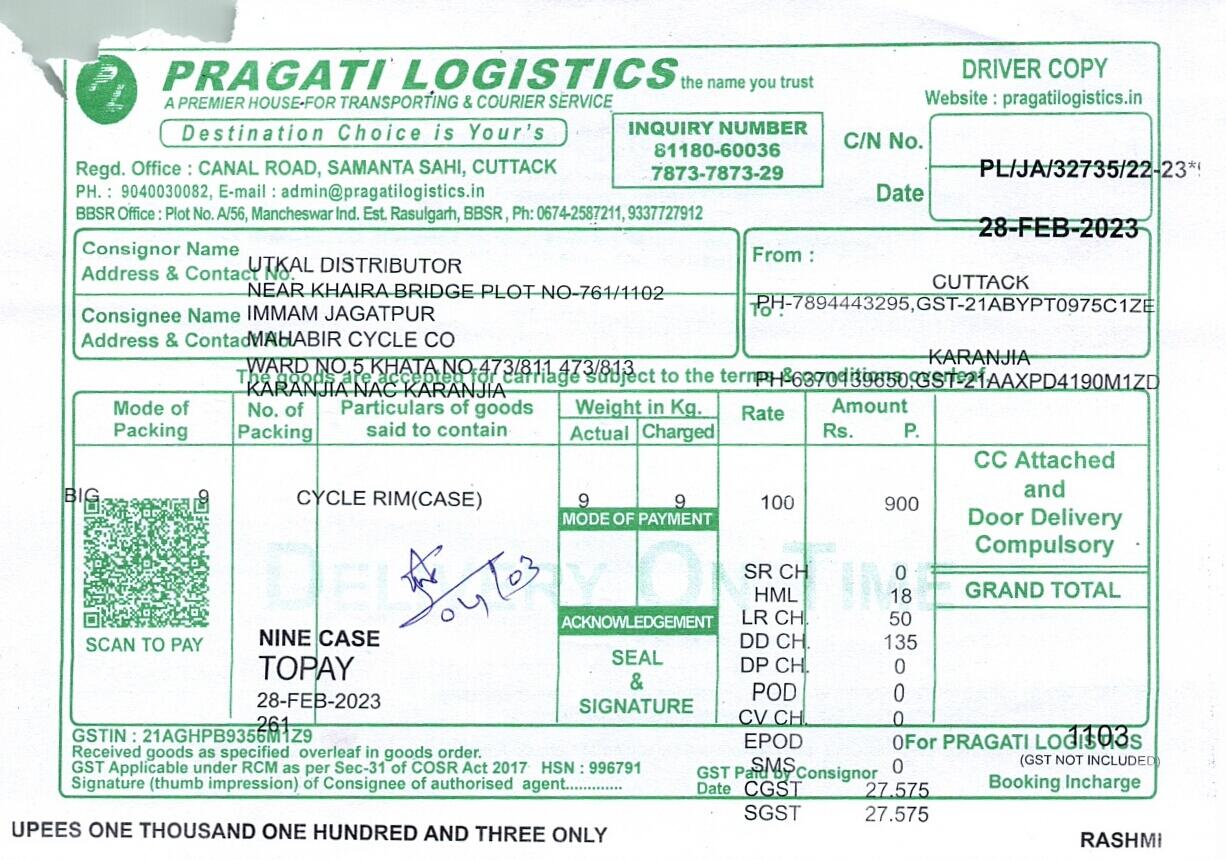 PRAGATI LOGISTICS the name you trust
A PREMIER HOUSE FOR TRANSPORTING & COURIER SERVICE
Destination Choice is Your's
DRIVER COPY
Website : pragatilogistics.in
INQUIRY NUMBER
81180-60036
7873-7873-29
C/N No.
PL/JA/32735/22-23*
Date
28-FEB-2023
Regd. Office : CANAL ROAD, SAMANTA SAHI, CUTTACK
PH. : 9040030082, E-mail : admin@pragatilogistics.in
BBSR Office : Plot No. A/56, Mancheswar Ind. Est. Rasulgarh, BBSR , Ph: 0674-2587211, 9337727912
Consignor Name
Address & Contact No.
UTKAL DISTRIBUTOR
NEAR KHAIRA BRIDGE PLOT NO-761/1102
IMMAM JAGATPUR
Consignee Name
Address & Contact No.
MAHABIR CYCLE CO
WARD NO 5 KHATA NO 473/811 473/813
KARANJIA NAC KARANJIA
From :
CUTTACK
PH-7894443295,GST-21ABYPT0975C1ZE
To :
KARANJIA
PH-6370139650,GST-21AAXPD4190M1ZD
The goods are accepted for carriage subject to the terms & conditions overleaf
Mode of Packing
No. of Packing
Particulars of goods said to contain
Weight in Kg.
Actual Charged
Rate
Amount
Rs. P.
BIG 9 CYCLE RIM(CASE) 9 9 100 900
CC Attached
and
Door Delivery
Compulsory
GRAND TOTAL
MODE OF PAYMENT
DELIVERY ON TIME
04/03
SCAN TO PAY
NINE CASE
TOPAY
28-FEB-2023
261
ACKNOWLEDGEMENT
SEAL
&
SIGNATURE
SR CH 0
HML 18
LR CH. 50
DD CH. 135
DP CH. 0
POD 0
CV CH. 0
EPOD 0
SMS 0
CGST 27.575
SGST 27.575
1103
For PRAGATI LOGISTICS
(GST NOT INCLUDED)
Booking Incharge
GSTIN : 21AGHPB9356M1Z9
Received goods as specified overleaf in goods order.
GST Applicable under RCM as per Sec-31 of COSR Act 2017 HSN : 996791
Signature (thumb impression) of Consignee of authorised agent.............
GST Paid by Consignor
Date
UPEES ONE THOUSAND ONE HUNDRED AND THREE ONLY
RASHMI